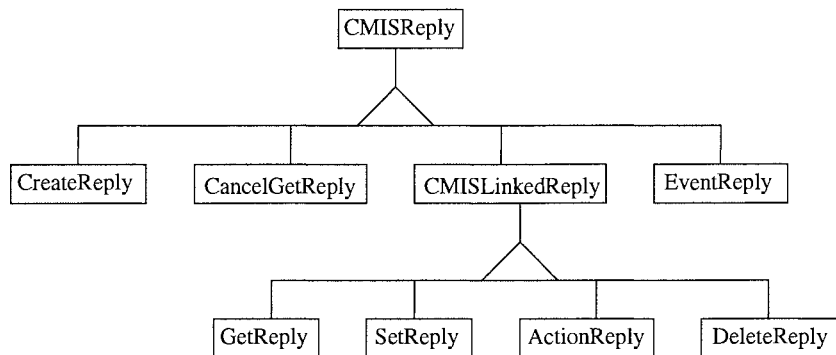 CMISReply
CreateReply
CancelGetReply
CMISLinkedReply
EventReply
GetReply
SetReply
ActionReply
DeleteReply